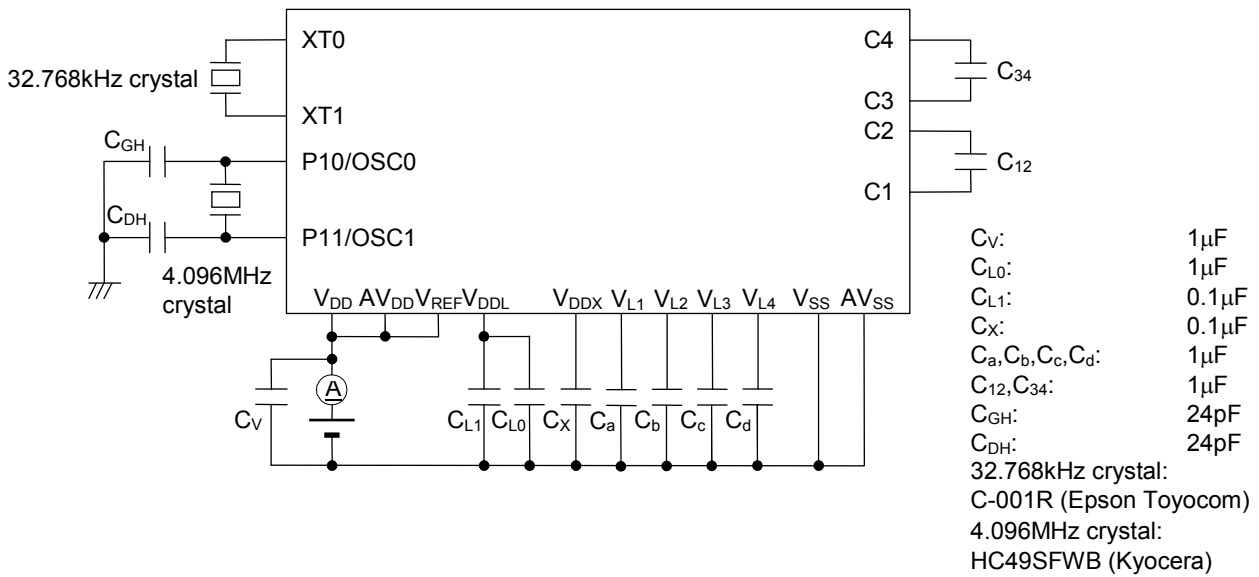 XT0
C4
32.768kHz crystal
C34
XT1
C3
C2
CGH
P10/OSC0
C12
C1
CDH
P11/OSC1
4.096MHz
crystal
VDD AVDD VREF VDDL VDDX VL1 VL2 VL3 VL4 VSS AVSS
A
CV CL1 CL0 CX Ca Cb Cc Cd
CV: 1μF
CL0: 1μF
CL1: 0.1μF
CX: 0.1μF
Ca,Cb,Cc,Cd: 1μF
C12,C34: 1μF
CGH: 24pF
CDH: 24pF
32.768kHz crystal:
C-001R (Epson Toyocom)
4.096MHz crystal:
HC49SFWB (Kyocera)